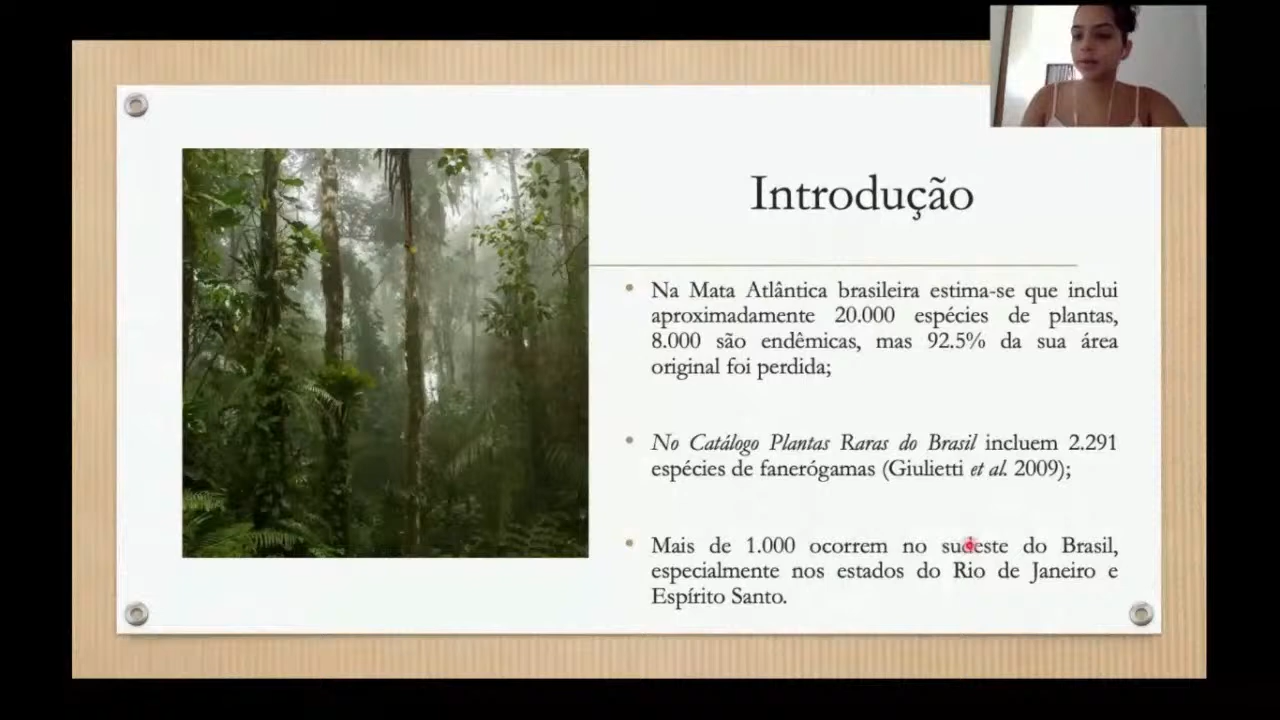 Introdução
Na Mata Atlântica brasileira estima-se que inclui
aproximadamente 20.000 espécies de plantas,
8.000 são endêmicas, mas 92.5% da sua área
original foi perdida;
No Catálogo Plantas Raras do Brasil incluem 2.291
espécies de fanerógamas (Giulietti et al. 2009);
Mais de 1.000 ocorrem no sudeste do Brasil,
especialmente nos estados do Rio de Janeiro e
Espírito Santo.